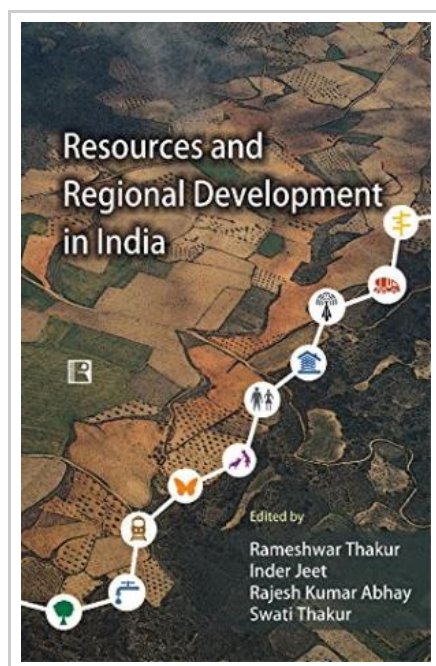 Resources and
Regional Development
in India
Edited by
Rameshwar Thakur
Inder Jeet
Rajesh Kumar Abhay
Swati Thakur